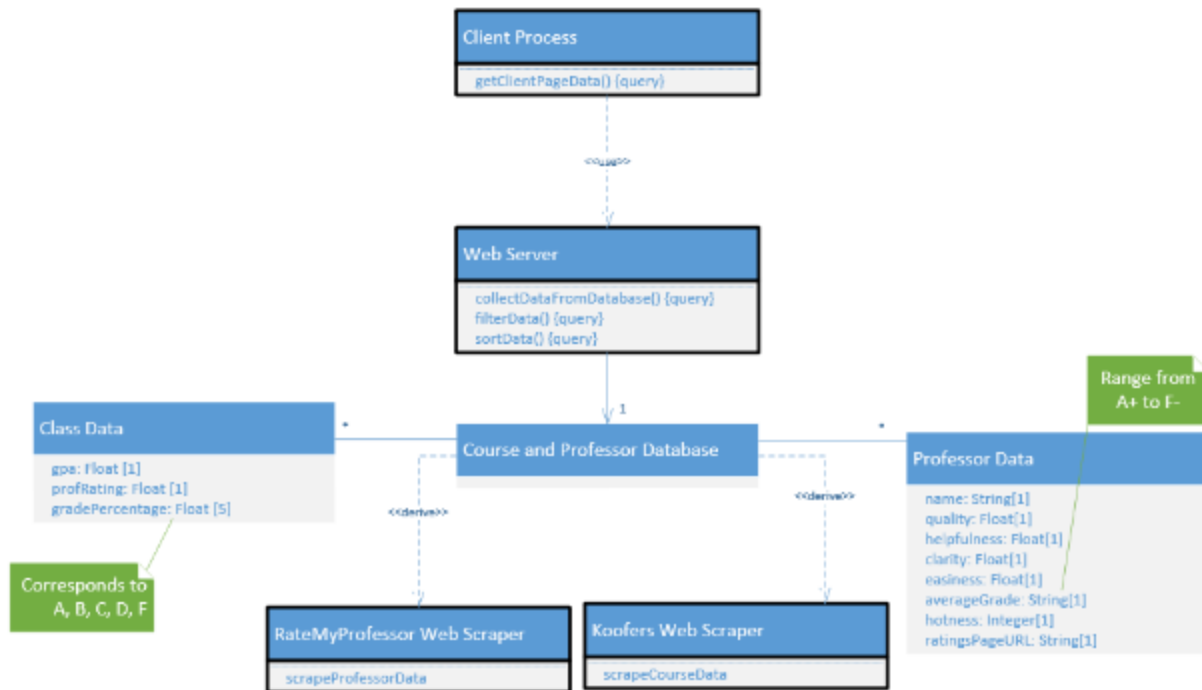 Client Process
getClientPageData() {query}
<<use>>
Web Server
collectDataFromDatabase() {query}
filterData() {query}
sortData() {query}
1
Range from
A+ to F-
Class Data
gpa: Float [1]
profRating: Float [1]
gradePercentage: Float [5]
*
Course and Professor Database
*
Professor Data
name: String[1]
quality: Float[1]
helpfulness: Float[1]
clarity: Float[1]
easiness: Float[1]
averageGrade: String[1]
hotness: Integer[1]
ratingsPageURL: String[1]
<<derive>>
<<derive>>
Corresponds to
A, B, C, D, F
RateMyProfessor Web Scraper
scrapeProfessorData
Koofers Web Scraper
scrapeCourseData